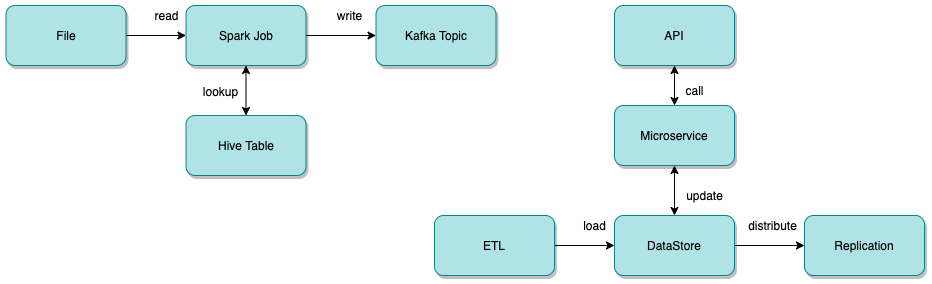 read
write
File
Spark Job
Kafka Topic
API
lookup
call
Hive Table
Microservice
update
load
distribute
ETL
DataStore
Replication